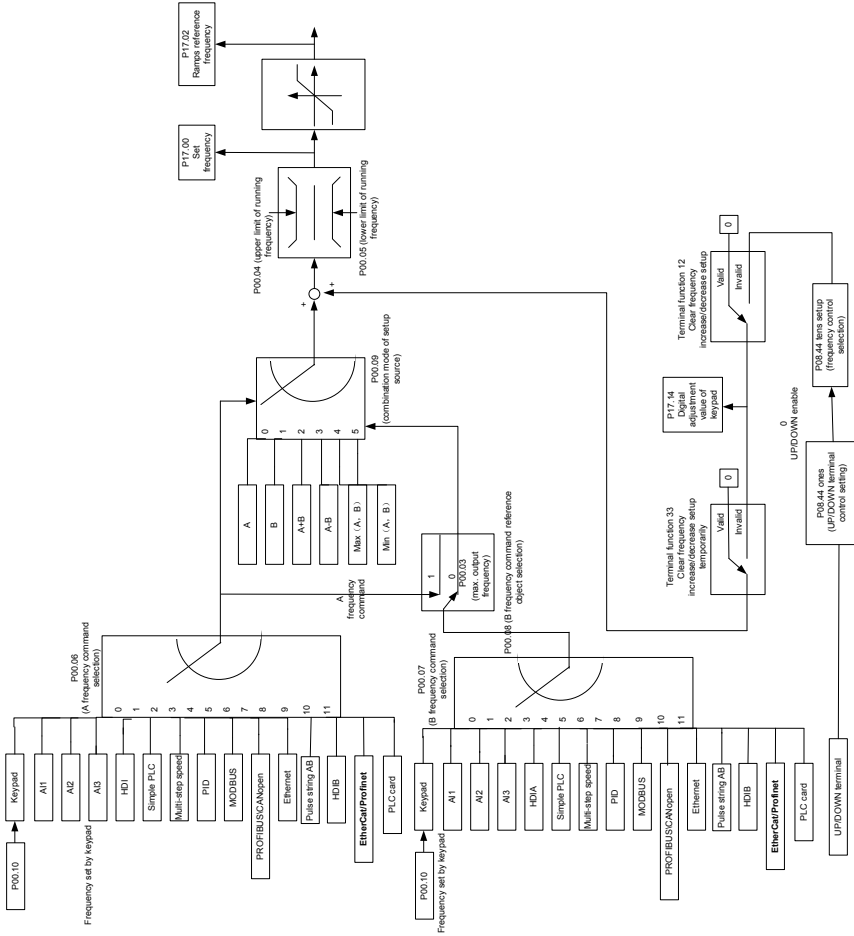 P17.02
Ramps reference
frequency
P17.00
Set
frequency
P00.04 (upper limit of running
frequency)
P00.05 (lower limit of running
frequency)
+
+
P00.06
(A frequency command
selection)
0
1
2
3
4
5
6
7
8
9
10
11
Keypad
AI1
AI2
AI3
HDI
Simple PLC
Multi-step speed
PID
MODBUS
PROFIBUS\CANopen
Ethernet
Pulse string AB
HDIB
EtherCat/Profinet
PLC card
P00.10
Frequency set by keypad
A
frequency
command
A
B
A+B
A-B
Max（A，B）
Min（A，B）
0
1
2
3
4
5
P00.09
(combination mode of setup
source)
1
0
P00.03
(max. output
frequency)
P00.08 (B frequency command reference
object selection)
P00.07
(B frequency command
selection)
0
1
2
3
4
5
6
7
8
9
10
11
Keypad
AI1
AI2
AI3
HDIA
Simple PLC
Multi-step speed
PID
MODBUS
PROFIBUS\CANopen
Ethernet
Pulse string AB
HDIB
EtherCat/Profinet
PLC card
P00.10
Frequency set by keypad
Terminal function 12
Clear frequency
increase/decrease setup
Valid
Invalid
0
P17.14
Digital
adjustment
value of
keypad
Terminal function 33
Clear frequency
increase/decrease setup
temporarily
Valid
Invalid
0
0
UP/DOWN enable
P08.44 tens setup
(frequency control
selection)
P08.44 ones
(UP/DOWN terminal
control setting)
UP/DOWN terminal